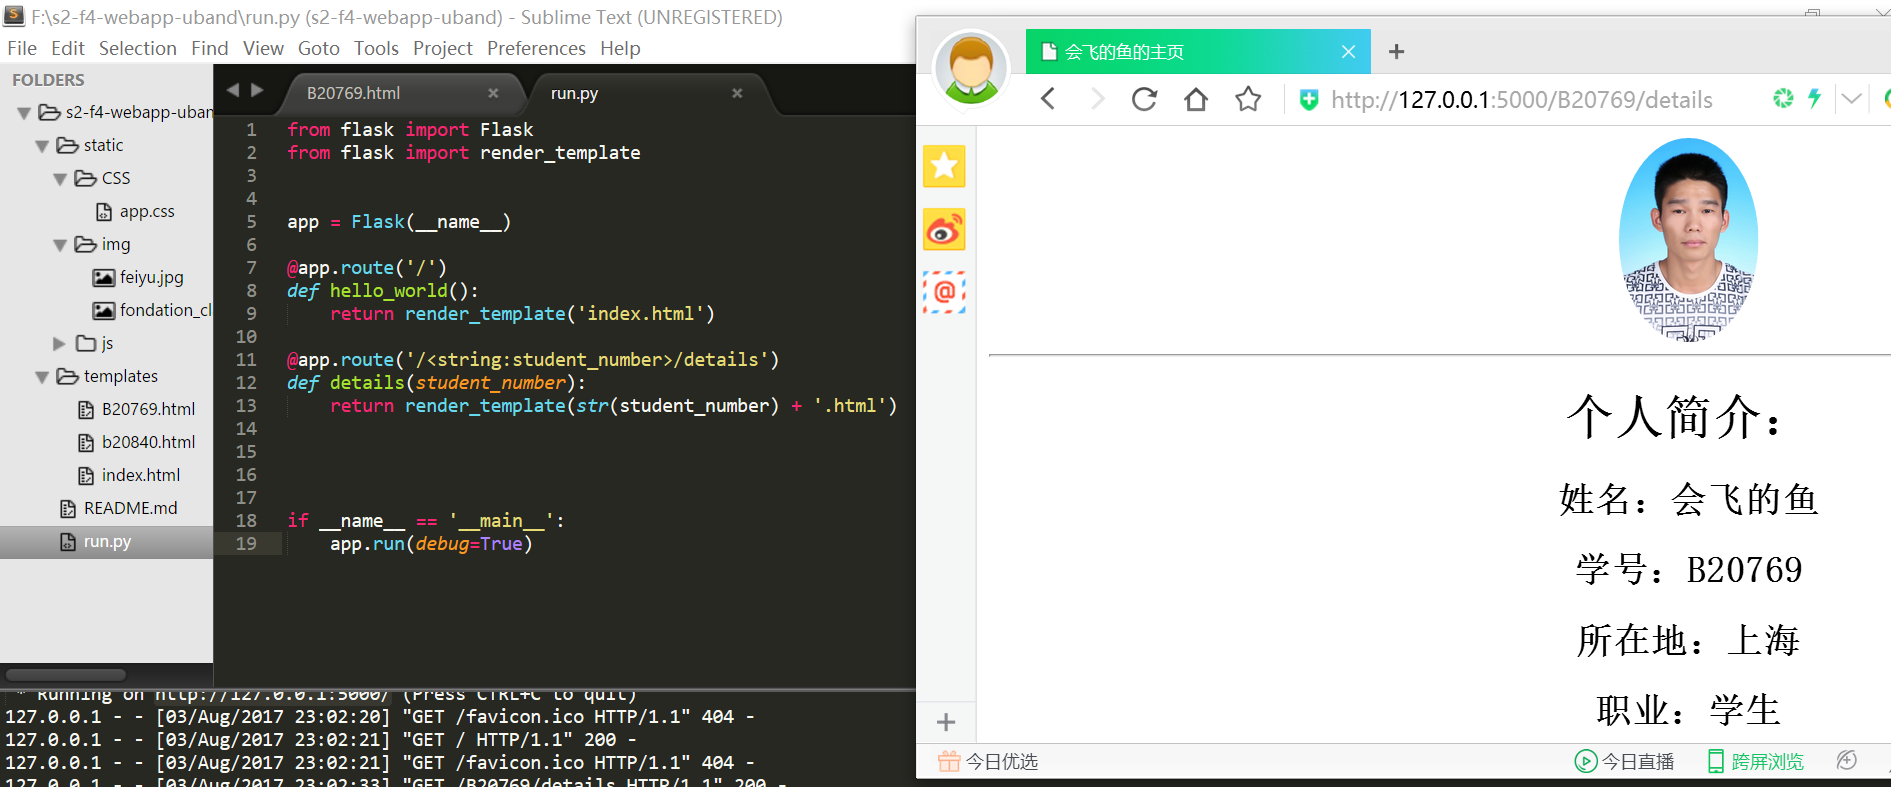 F:\s2-f4-webapp-uband\run.py (s2-f4-webapp-uband) - Sublime Text (UNREGISTERED)
File Edit Selection Find View Goto Tools Project Preferences Help
FOLDERS
s2-f4-webapp-uban
static
CSS
app.css
img
feiyu.jpg
fondation_cl
js
templates
B20769.html
b20840.html
index.html
README.md
run.py
B20769.html
run.py
1 from flask import Flask
2 from flask import render_template
3
4
5 app = Flask(__name__)
6
7 @app.route('/')
8 def hello_world():
9 return render_template('index.html')
10
11 @app.route('/<string:student_number>/details')
12 def details(student_number):
13 return render_template(str(student_number) + '.html')
14
15
16
17
18 if __name__ == '__main__':
19 app.run(debug=True)
* Running on http://127.0.0.1:5000/ (Press CTRL+C to quit)
127.0.0.1 - - [03/Aug/2017 23:02:20] "GET /favicon.ico HTTP/1.1" 404 -
127.0.0.1 - - [03/Aug/2017 23:02:21] "GET / HTTP/1.1" 200 -
127.0.0.1 - - [03/Aug/2017 23:02:21] "GET /favicon.ico HTTP/1.1" 404 -
127.0.0.1 - - [03/Aug/2017 23:02:33] "GET /B20769/details HTTP/1.1" 200 -
会飞的鱼的主页
http://127.0.0.1:5000/B20769/details
个人简介：
姓名：会飞的鱼
学号：B20769
所在地：上海
职业：学生
今日优选
今日直播
跨屏浏览